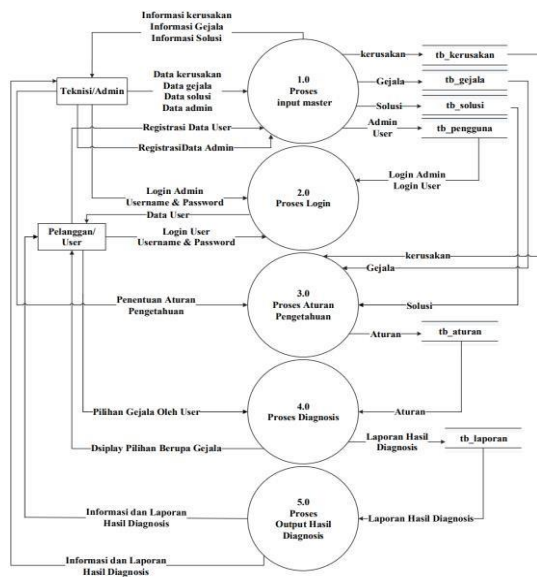 Informasi kerusakan
Informasi Gejala
Informasi Solusi
kerusakan
tb_kerusakan
1.0
Proses
input master
Teknisi/Admin
Data kerusakan
Data gejala
Data solusi
Data admin
Gejala
tb_gejala
Solusi
tb_solusi
Admin
User
tb_pengguna
Registrasi Data User
RegistrasiData Admin
Login Admin
Login User
2.0
Proses Login
Login Admin
Username & Password
Data User
Pelanggan/
User
Login User
Username & Password
kerusakan
Gejala
3.0
Proses Aturan
Pengetahuan
Penentuan Aturan
Pengetahuan
Solusi
Aturan
tb_aturan
4.0
Proses Diagnosis
Pilihan Gejala Oleh User
Aturan
Dsiplay Pilihan Berupa Gejala
Laporan Hasil
Diagnosis
tb_laporan
5.0
Proses
Output Hasil
Diagnosis
Informasi dan Laporan
Hasil Diagnosis
Laporan Hasil Diagnosis
Informasi dan Laporan
Hasil Diagnosis